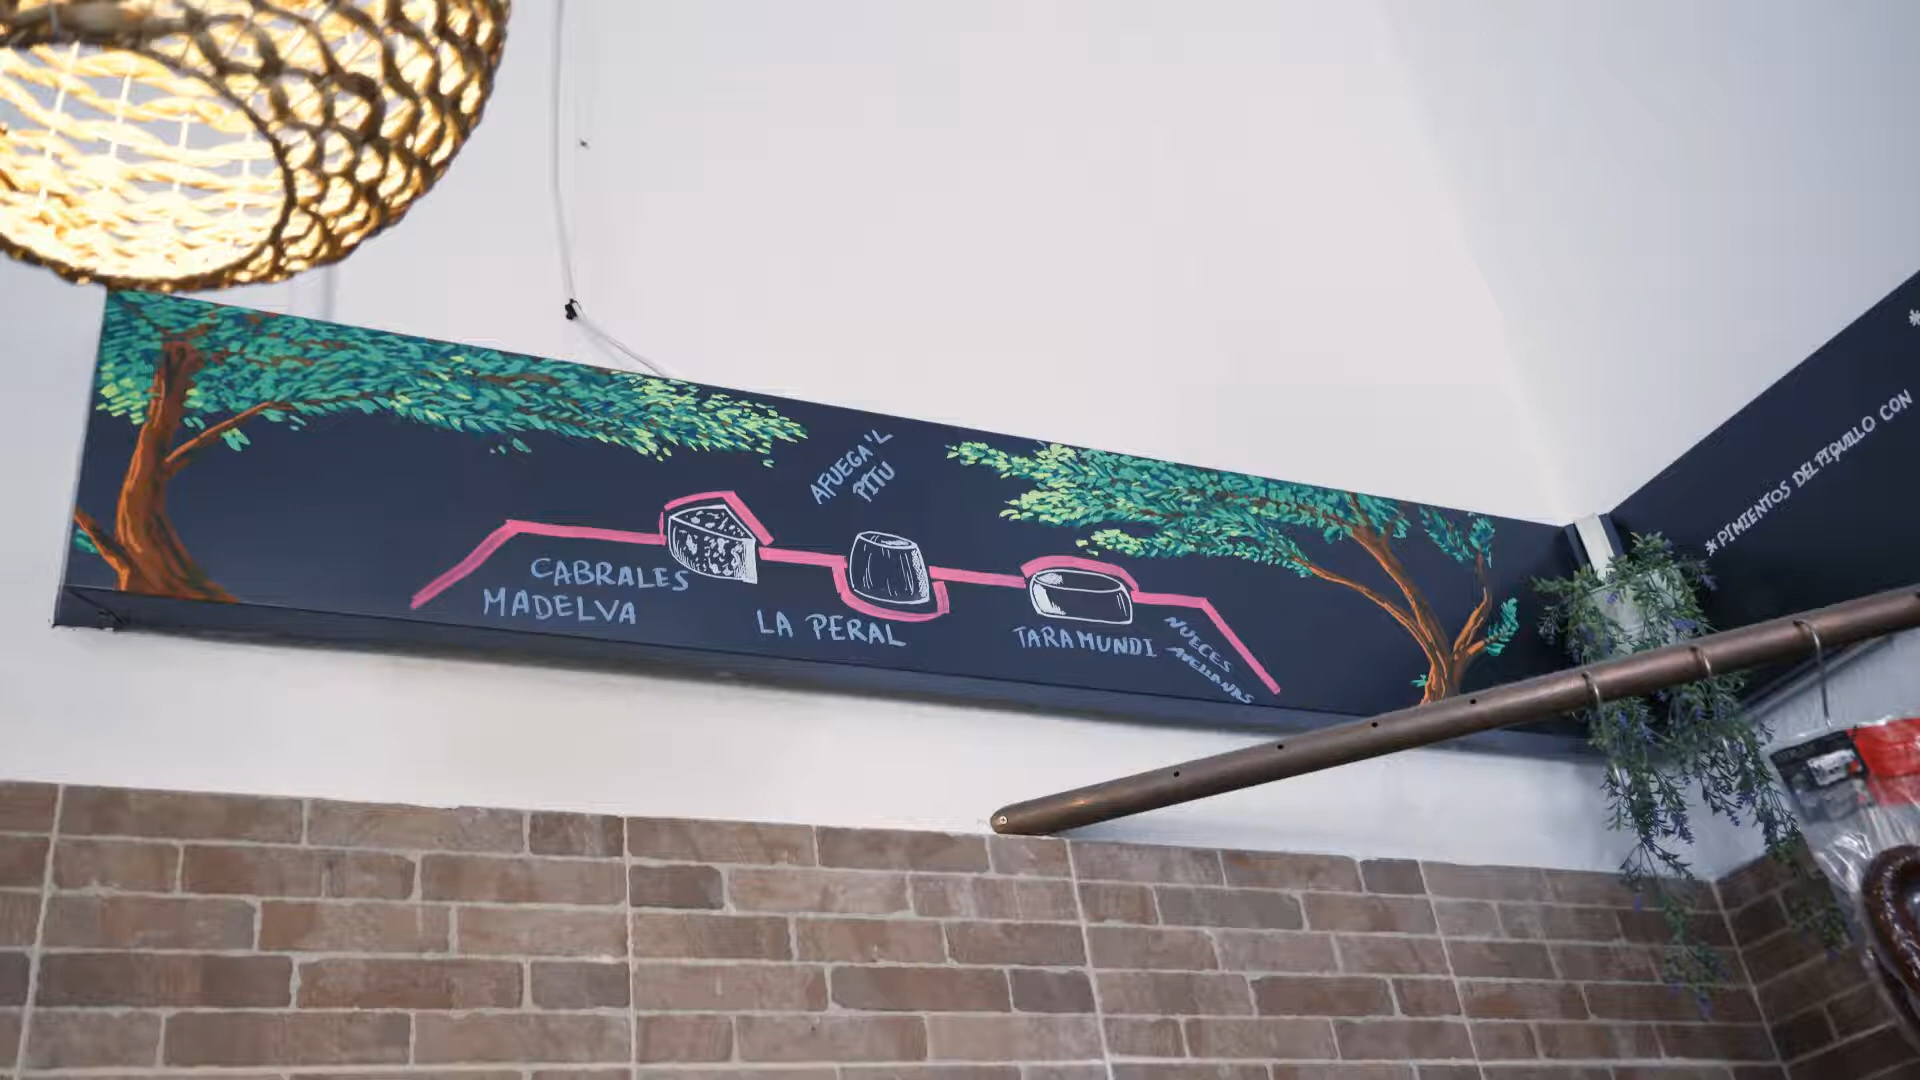 AFUEGA'L
PITU
CABRALES
MADELVA
LA PERAL
TARAMUNDI
NUECES
AVELLANAS
*PIMIENTOS DEL PIQUILLO CON
*